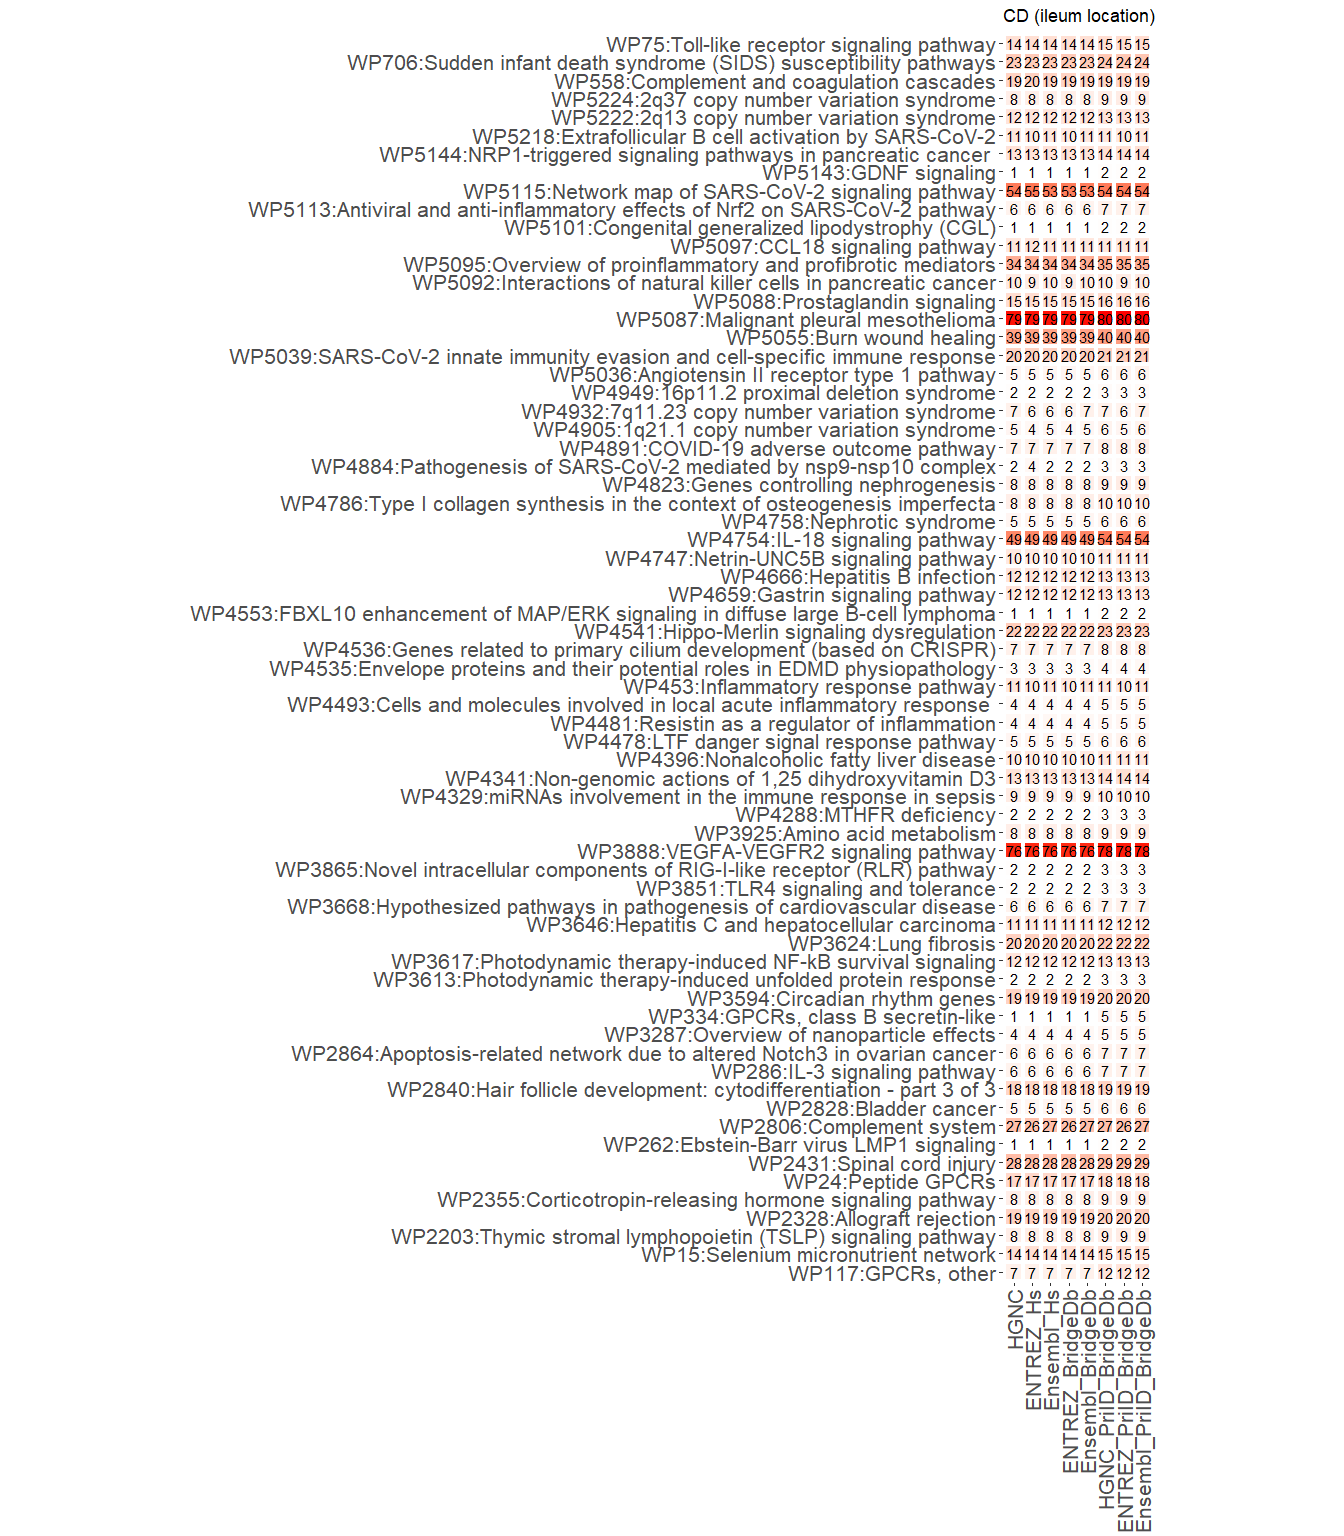 CD (ileum location)
WP75:Toll-like receptor signaling pathway 14 14 14 14 14 15 15 15
WP706:Sudden infant death syndrome (SIDS) susceptibility pathways 23 23 23 23 23 24 24 24
WP558:Complement and coagulation cascades 19 20 19 19 19 19 19 19
WP5224:2q37 copy number variation syndrome 8 8 8 8 8 9 9 9
WP5222:2q13 copy number variation syndrome 12 12 12 12 12 13 13 13
WP5218:Extrafollicular B cell activation by SARS-CoV-2 11 10 11 10 11 11 10 11
WP5144:NRP1-triggered signaling pathways in pancreatic cancer 13 13 13 13 13 14 14 14
WP5143:GDNF signaling 1 1 1 1 1 2 2 2
WP5115:Network map of SARS-CoV-2 signaling pathway 54 55 53 53 53 54 54 54
WP5113:Antiviral and anti-inflammatory effects of Nrf2 on SARS-CoV-2 pathway 6 6 6 6 6 7 7 7
WP5101:Congenital generalized lipodystrophy (CGL) 1 1 1 1 1 2 2 2
WP5097:CCL18 signaling pathway 11 12 11 11 11 11 11 11
WP5095:Overview of proinflammatory and profibrotic mediators 34 34 34 34 34 35 35 35
WP5092:Interactions of natural killer cells in pancreatic cancer 10 9 10 9 10 10 9 10
WP5088:Prostaglandin signaling 15 15 15 15 15 16 16 16
WP5087:Malignant pleural mesothelioma 79 79 79 79 79 80 80 80
WP5055:Burn wound healing 39 39 39 39 39 40 40 40
WP5039:SARS-CoV-2 innate immunity evasion and cell-specific immune response 20 20 20 20 20 21 21 21
WP5036:Angiotensin II receptor type 1 pathway 5 5 5 5 5 6 6 6
WP4949:16p11.2 proximal deletion syndrome 2 2 2 2 2 3 3 3
WP4932:7q11.23 copy number variation syndrome 7 6 6 6 7 7 6 7
WP4905:1q21.1 copy number variation syndrome 5 4 5 4 5 6 5 6
WP4891:COVID-19 adverse outcome pathway 7 7 7 7 7 8 8 8
WP4884:Pathogenesis of SARS-CoV-2 mediated by nsp9-nsp10 complex 2 4 2 2 2 3 3 3
WP4823:Genes controlling nephrogenesis 8 8 8 8 8 9 9 9
WP4786:Type I collagen synthesis in the context of osteogenesis imperfecta 8 8 8 8 8 10 10 10
WP4758:Nephrotic syndrome 5 5 5 5 5 6 6 6
WP4754:IL-18 signaling pathway 49 49 49 49 49 54 54 54
WP4747:Netrin-UNC5B signaling pathway 10 10 10 10 10 11 11 11
WP4666:Hepatitis B infection 12 12 12 12 12 13 13 13
WP4659:Gastrin signaling pathway 12 12 12 12 12 13 13 13
WP4553:FBXL10 enhancement of MAP/ERK signaling in diffuse large B-cell lymphoma 1 1 1 1 1 2 2 2
WP4541:Hippo-Merlin signaling dysregulation 22 22 22 22 22 23 23 23
WP4536:Genes related to primary cilium development (based on CRISPR) 7 7 7 7 7 8 8 8
WP4535:Envelope proteins and their potential roles in EDMD physiopathology 3 3 3 3 3 4 4 4
WP453:Inflammatory response pathway 11 10 11 10 11 11 10 11
WP4493:Cells and molecules involved in local acute inflammatory response 4 4 4 4 4 5 5 5
WP4481:Resistin as a regulator of inflammation 4 4 4 4 4 5 5 5
WP4478:LTF danger signal response pathway 5 5 5 5 5 6 6 6
WP4396:Nonalcoholic fatty liver disease 10 10 10 10 10 11 11 11
WP4341:Non-genomic actions of 1,25 dihydroxyvitamin D3 13 13 13 13 13 14 14 14
WP4329:miRNAs involvement in the immune response in sepsis 9 9 9 9 9 10 10 10
WP4288:MTHFR deficiency 2 2 2 2 2 3 3 3
WP3925:Amino acid metabolism 8 8 8 8 8 9 9 9
WP3888:VEGFA-VEGFR2 signaling pathway 76 76 76 76 76 78 78 78
WP3865:Novel intracellular components of RIG-I-like receptor (RLR) pathway 2 2 2 2 2 3 3 3
WP3851:TLR4 signaling and tolerance 2 2 2 2 2 3 3 3
WP3668:Hypothesized pathways in pathogenesis of cardiovascular disease 6 6 6 6 6 7 7 7
WP3646:Hepatitis C and hepatocellular carcinoma 11 11 11 11 11 12 12 12
WP3624:Lung fibrosis 20 20 20 20 20 22 22 22
WP3617:Photodynamic therapy-induced NF-kB survival signaling 12 12 12 12 12 13 13 13
WP3613:Photodynamic therapy-induced unfolded protein response 2 2 2 2 2 3 3 3
WP3594:Circadian rhythm genes 19 19 19 19 19 20 20 20
WP334:GPCRs, class B secretin-like 1 1 1 1 1 5 5 5
WP3287:Overview of nanoparticle effects 4 4 4 4 4 5 5 5
WP2864:Apoptosis-related network due to altered Notch3 in ovarian cancer 6 6 6 6 6 7 7 7
WP286:IL-3 signaling pathway 6 6 6 6 6 7 7 7
WP2840:Hair follicle development: cytodifferentiation - part 3 of 3 18 18 18 18 18 19 19 19
WP2828:Bladder cancer 5 5 5 5 5 6 6 6
WP2806:Complement system 27 26 27 26 27 27 26 27
WP262:Ebstein-Barr virus LMP1 signaling 1 1 1 1 1 2 2 2
WP2431:Spinal cord injury 28 28 28 28 28 29 29 29
WP24:Peptide GPCRs 17 17 17 17 17 18 18 18
WP2355:Corticotropin-releasing hormone signaling pathway 8 8 8 8 8 9 9 9
WP2328:Allograft rejection 19 19 19 19 19 20 20 20
WP2203:Thymic stromal lymphopoietin (TSLP) signaling pathway 8 8 8 8 8 9 9 9
WP15:Selenium micronutrient network 14 14 14 14 14 15 15 15
WP117:GPCRs, other 7 7 7 7 7 12 12 12
HGNC
ENTREZ_Hs
Ensembl_Hs
ENTREZ_BridgeDb
Ensembl_BridgeDb
HGNC_PriID_BridgeDb
ENTREZ_PriID_BridgeDb
Ensembl_PriID_BridgeDb